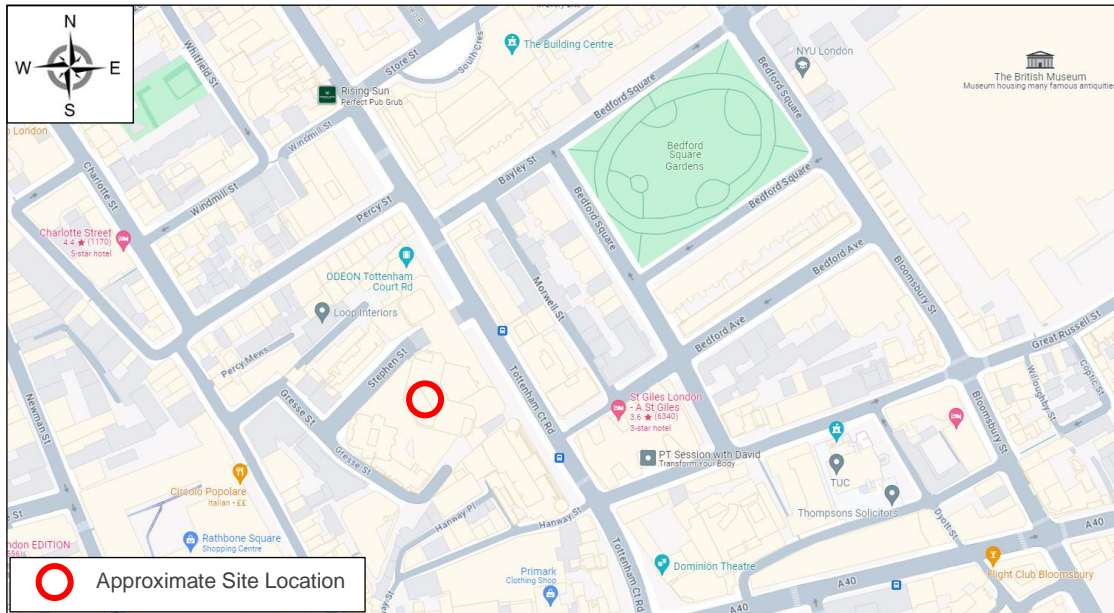 N
W
E
S
Whitfield St
Store St
South Cres
The Building Centre
Bedford Square
Bedford Square
NYU London
The British Museum
Museum housing many famous antiquities
Rising Sun
Perfect Pub Grub
London
Windmill St
Windmill St
Charlotte St
Percy St
Bayley St
Bedford
Square
Gardens
Bedford Square
Bedford Square
Charlotte Street
4.4 ★ (1170)
5-star hotel
ODEON Tottenham
Court Rd
Loop Interiors
Morwell St
Bedford Ave
Bloomsbury St
Percy Mews
Stephen St
Tottenham Ct Rd
Bedford Ave
Great Russell St
Willoughby St
Coptic St
Newman St
Gresse St
Gresse St
St Giles London
- A St Giles
3.6 ★ (6340)
3-star hotel
Bloomsbury St
PT Session with David
Transform Your Body
Circolo Popolare
Italian • ££
TUC
Thompsons Solicitors
Hanway Pl
Hanway St
Dyott St
A40
ndon EDITION
Rathbone Square
Shopping Centre
Dominion Theatre
Tottenham Ct Rd
Flight Club Bloomsbury
Primark
Clothing Shop
A40
A40
Approximate Site Location